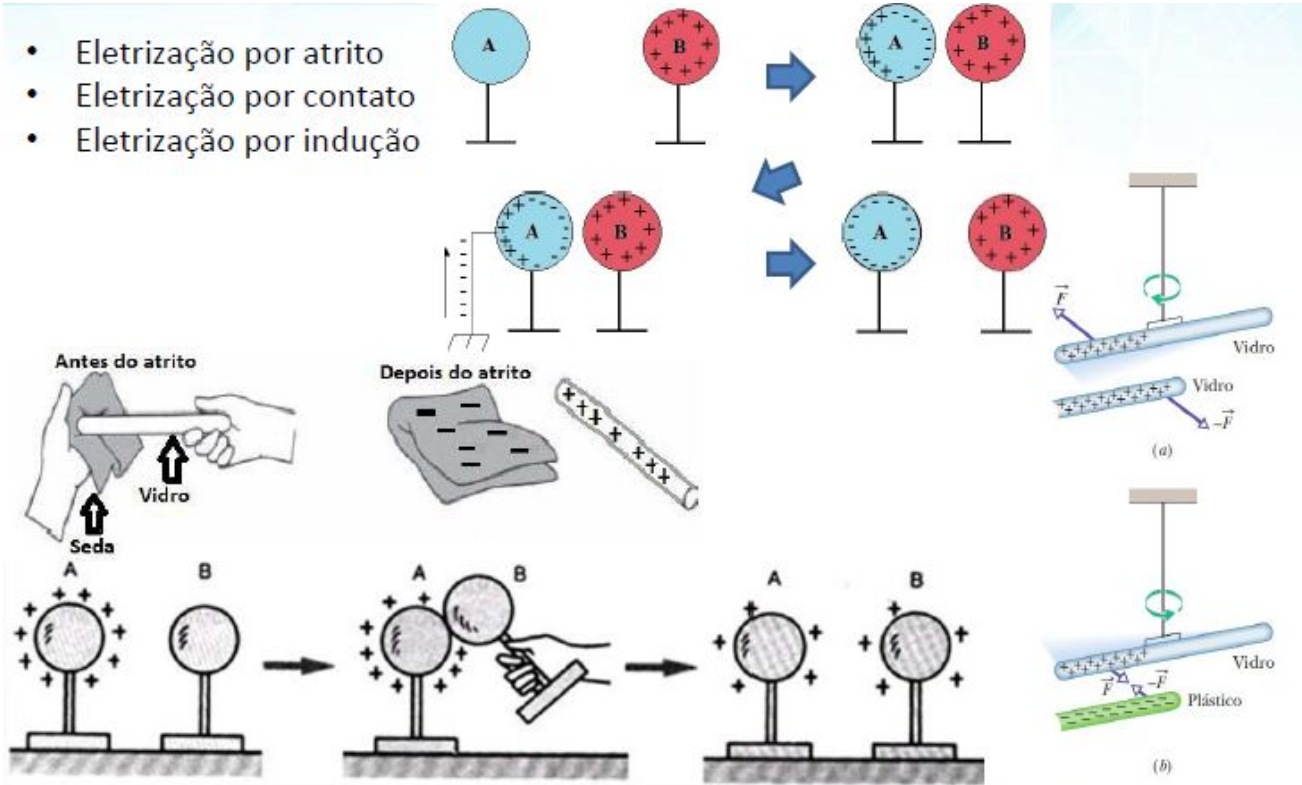 • Eletrização por atrito
• Eletrização por contato
• Eletrização por indução
A
B
A
B
A
B
A
B
Antes do atrito
Vidro
Seda
Depois do atrito
A
B
A
B
A
B
F
Vidro
Vidro
-F
(a)
Vidro
F
-F
Plástico
(b)